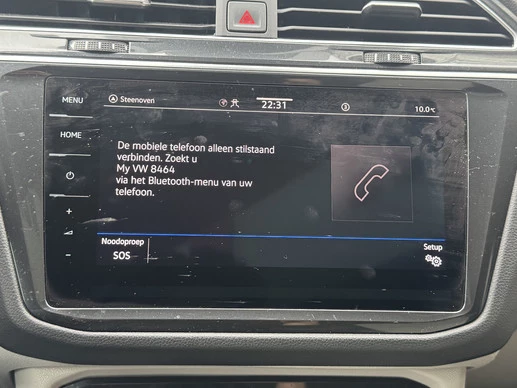 MENU
Steenoven
22:31
3
10.0°C
HOME
De mobiele telefoon alleen stilstaand
verbinden. Zoekt u
My VW 8464
via het Bluetooth-menu van uw
telefoon.
+
-
Noodoproep
SOS
Setup